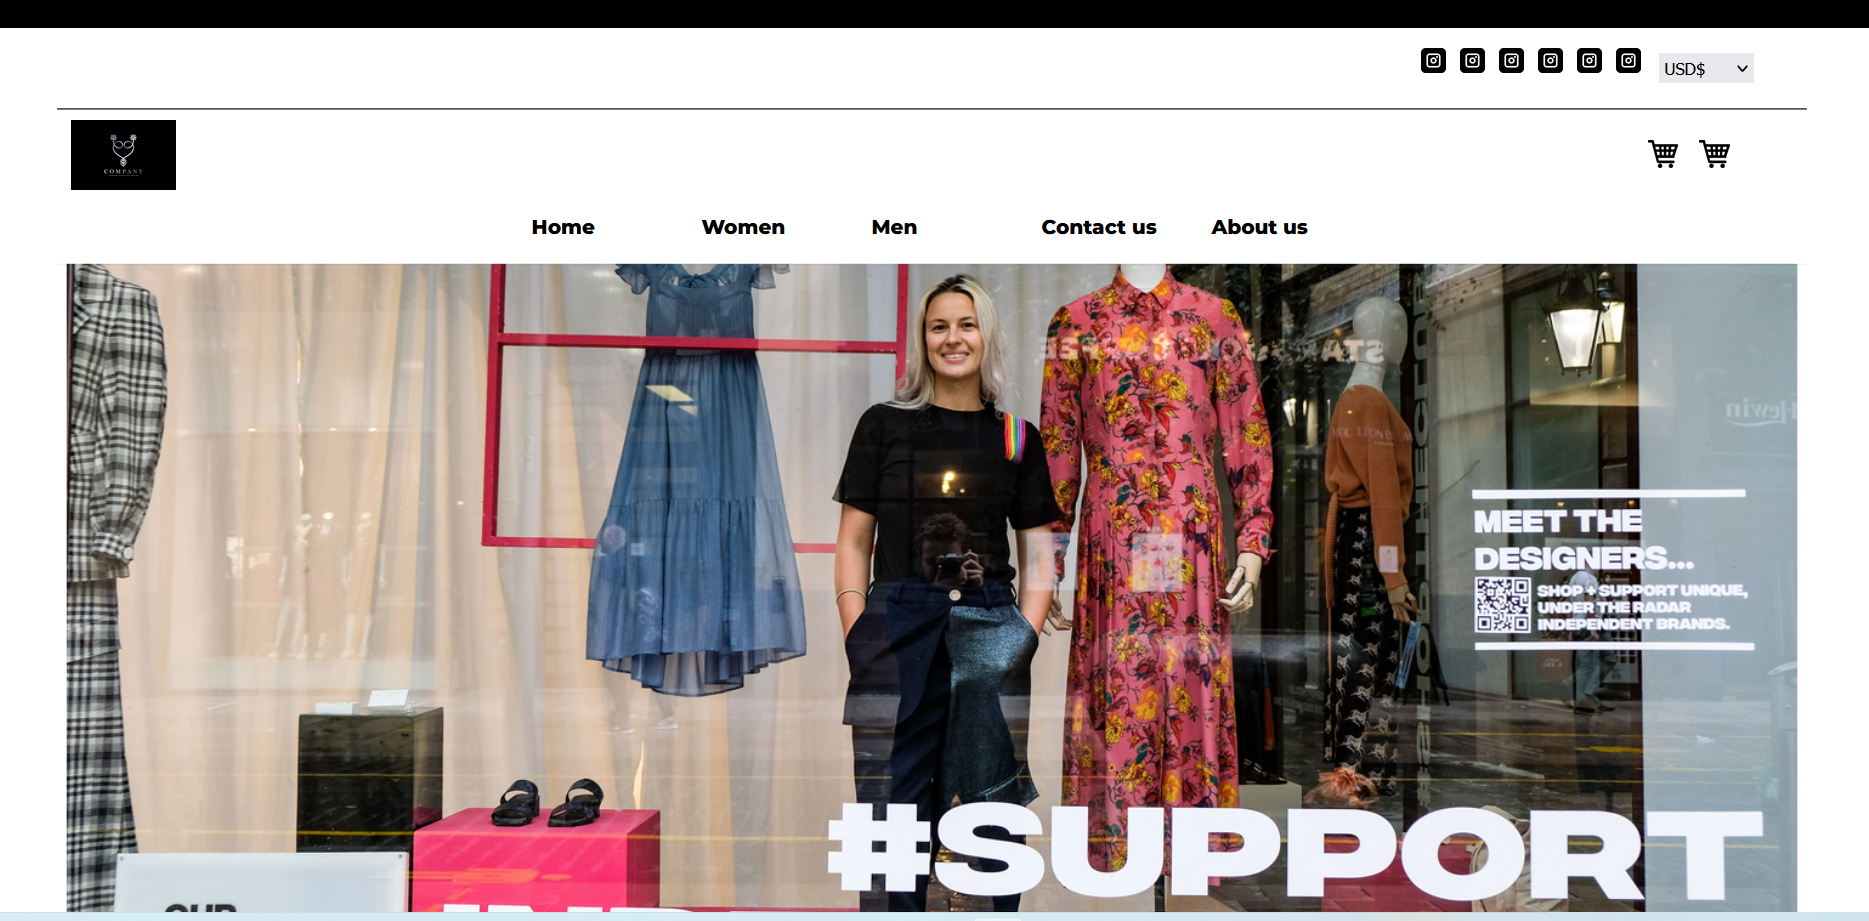 USD$
COMPANY
Home Women Men Contact us About us
MEET THE
DESIGNERS...
SHOP + SUPPORT UNIQUE,
UNDER THE RADAR
INDEPENDENT BRANDS.
#SUPPORT
OUR